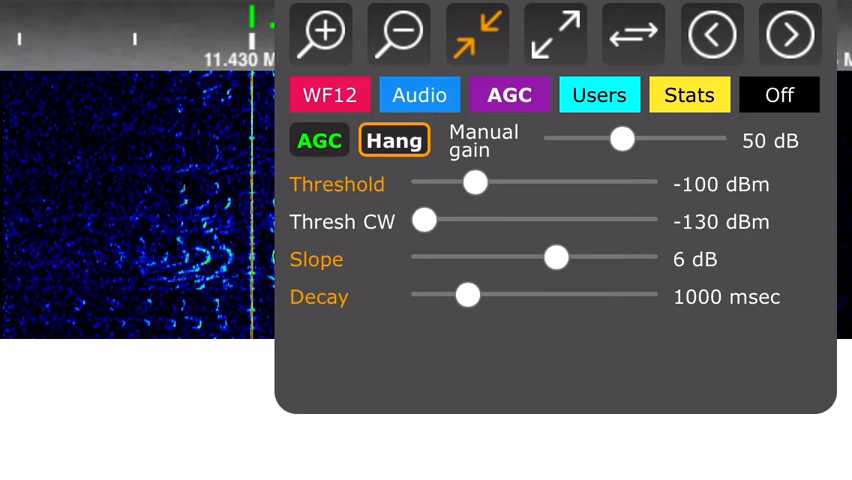 11.430 M
WF12 Audio AGC Users Stats Off
AGC Hang Manual gain 50 dB
Threshold -100 dBm
Thresh CW -130 dBm
Slope 6 dB
Decay 1000 msec